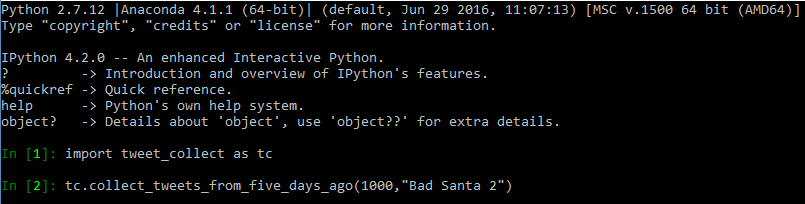 Python 2.7.12 |Anaconda 4.1.1 (64-bit)| (default, Jun 29 2016, 11:07:13) [MSC v.1500 64 bit (AMD64)]
Type "copyright", "credits" or "license" for more information.
IPython 4.2.0 -- An enhanced Interactive Python.
?         -> Introduction and overview of IPython's features.
%quickref -> Quick reference.
help      -> Python's own help system.
object?   -> Details about 'object', use 'object??' for extra details.
In [1]: import tweet_collect as tc
In [2]: tc.collect_tweets_from_five_days_ago(1000,"Bad Santa 2")